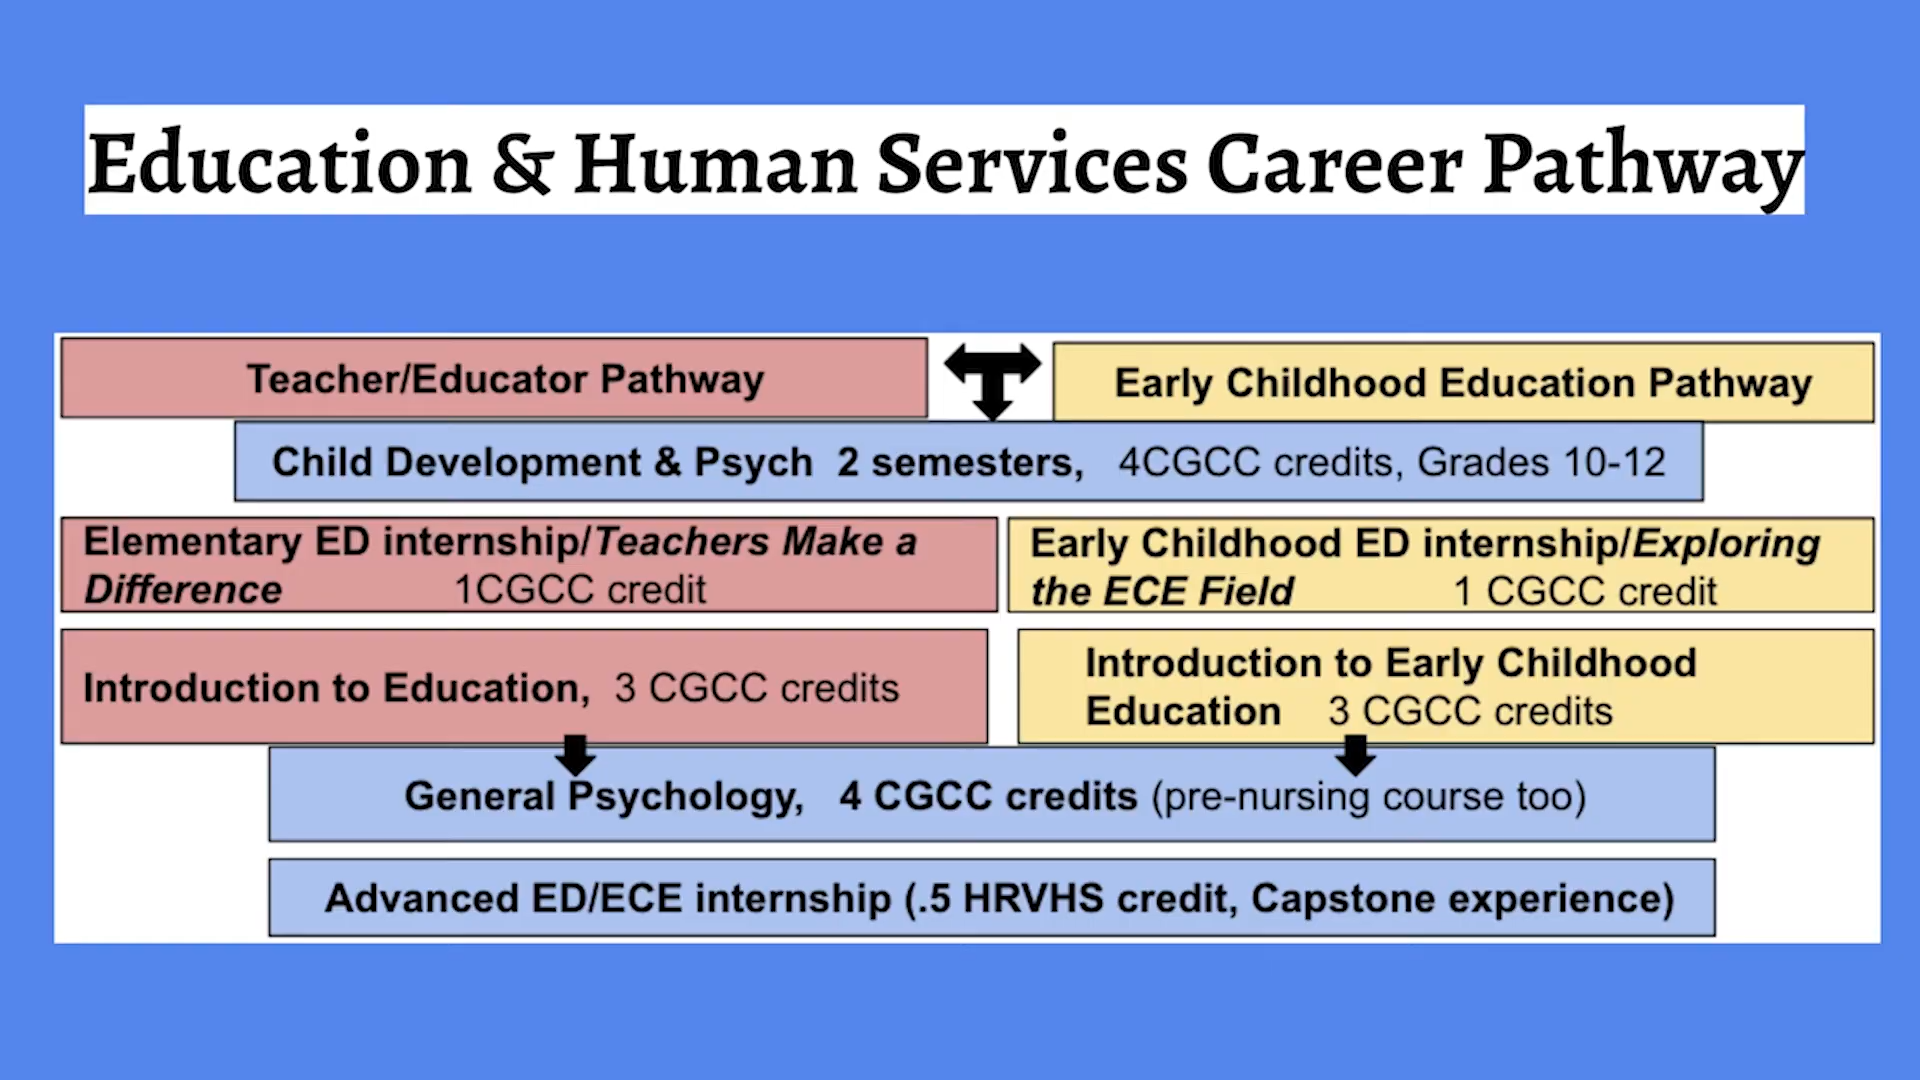 Education & Human Services Career Pathway
Teacher/Educator Pathway
Early Childhood Education Pathway
Child Development & Psych 2 semesters, 4CGCC credits, Grades 10-12
Elementary ED internship/Teachers Make a
Difference 1CGCC credit
Early Childhood ED internship/Exploring
the ECE Field 1 CGCC credit
Introduction to Education, 3 CGCC credits
Introduction to Early Childhood
Education 3 CGCC credits
General Psychology, 4 CGCC credits (pre-nursing course too)
Advanced ED/ECE internship (.5 HRVHS credit, Capstone experience)